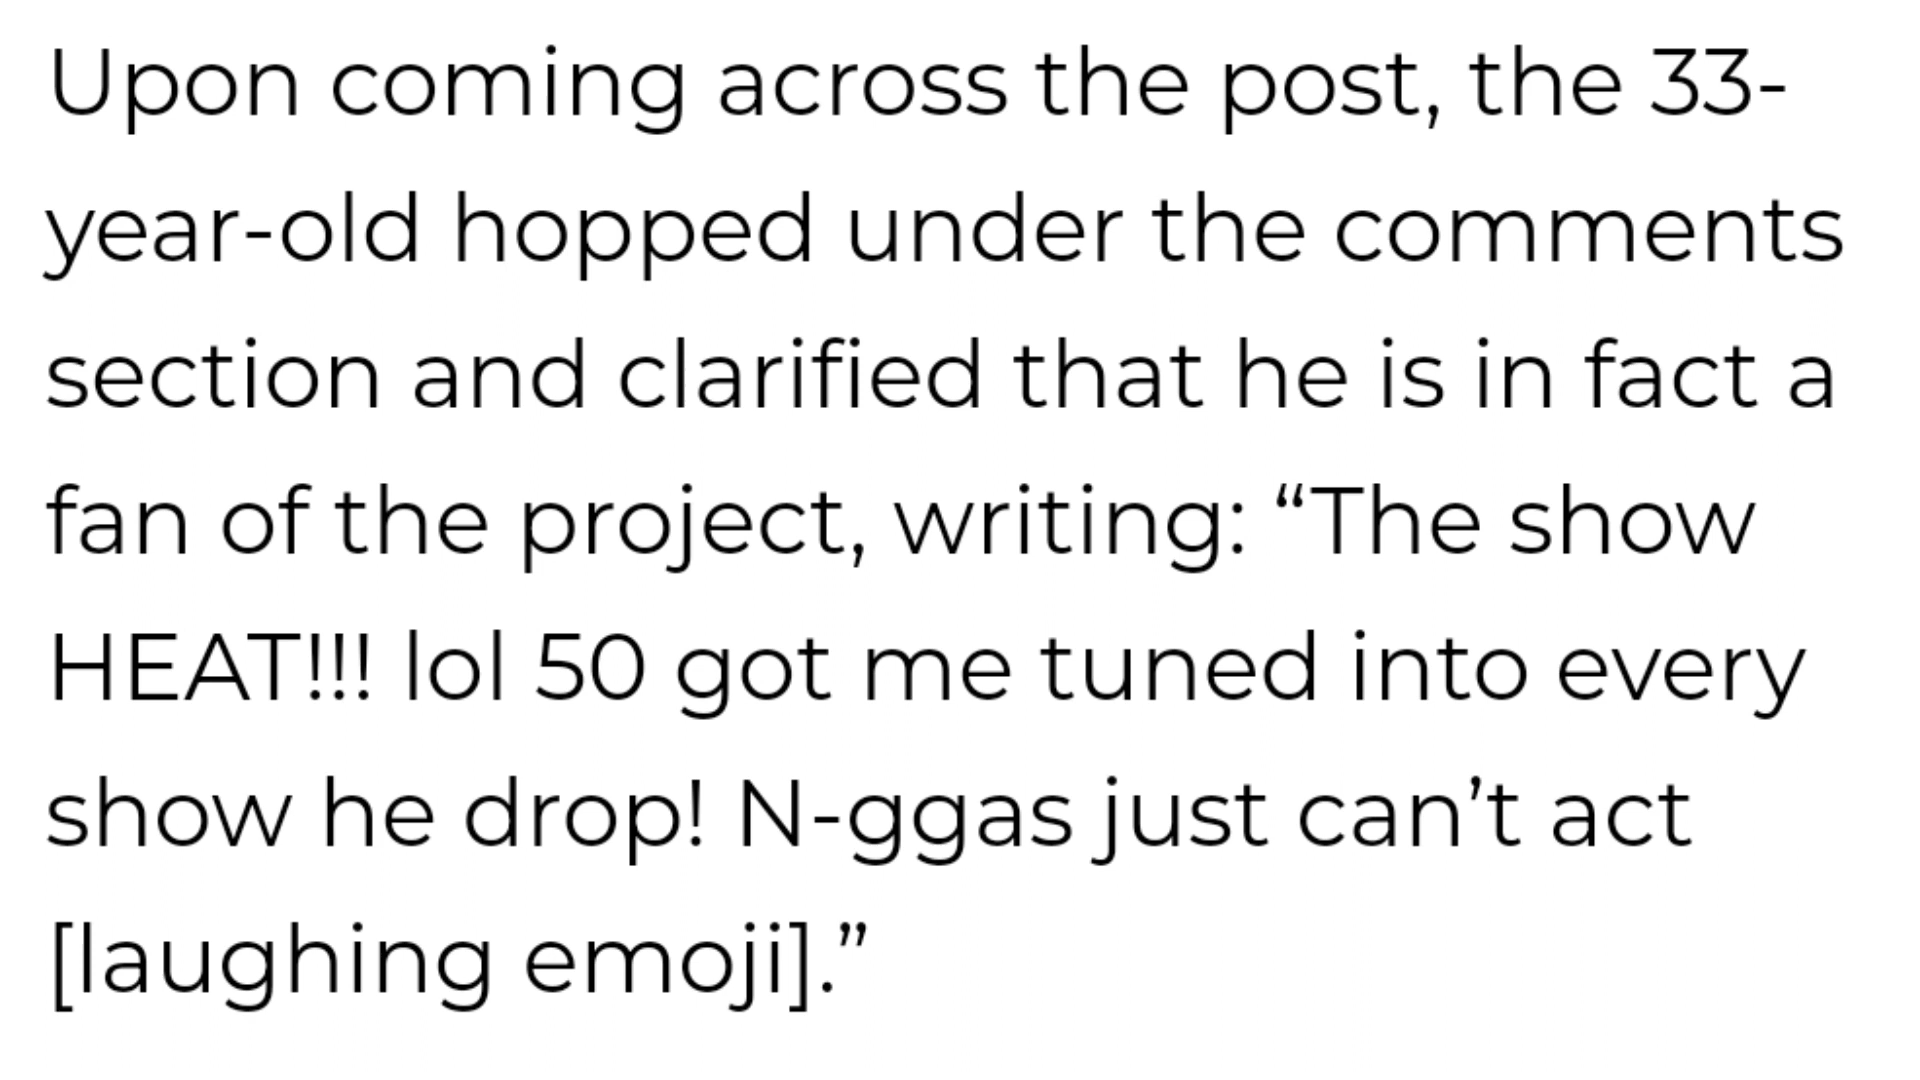 Upon coming across the post, the 33-
year-old hopped under the comments
section and clarified that he is in fact a
fan of the project, writing: “The show
HEAT!!! lol 50 got me tuned into every
show he drop! N-ggas just can’t act
[laughing emoji].”